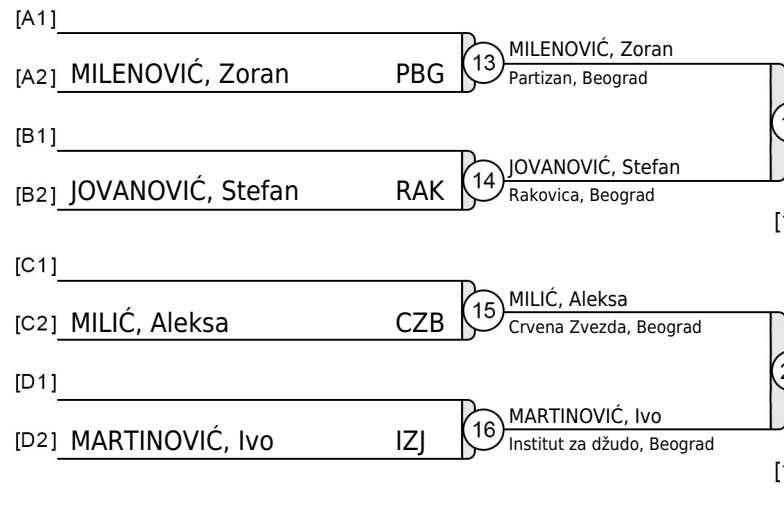 [A1]
[A2] MILENOVIĆ, Zoran PBG
13
MILENOVIĆ, Zoran
Partizan, Beograd
[B1]
[B2] JOVANOVIĆ, Stefan RAK
14
JOVANOVIĆ, Stefan
Rakovica, Beograd
[C1]
[C2] MILIĆ, Aleksa CZB
15
MILIĆ, Aleksa
Crvena Zvezda, Beograd
[D1]
[D2] MARTINOVIĆ, Ivo IZJ
16
MARTINOVIĆ, Ivo
Institut za džudo, Beograd